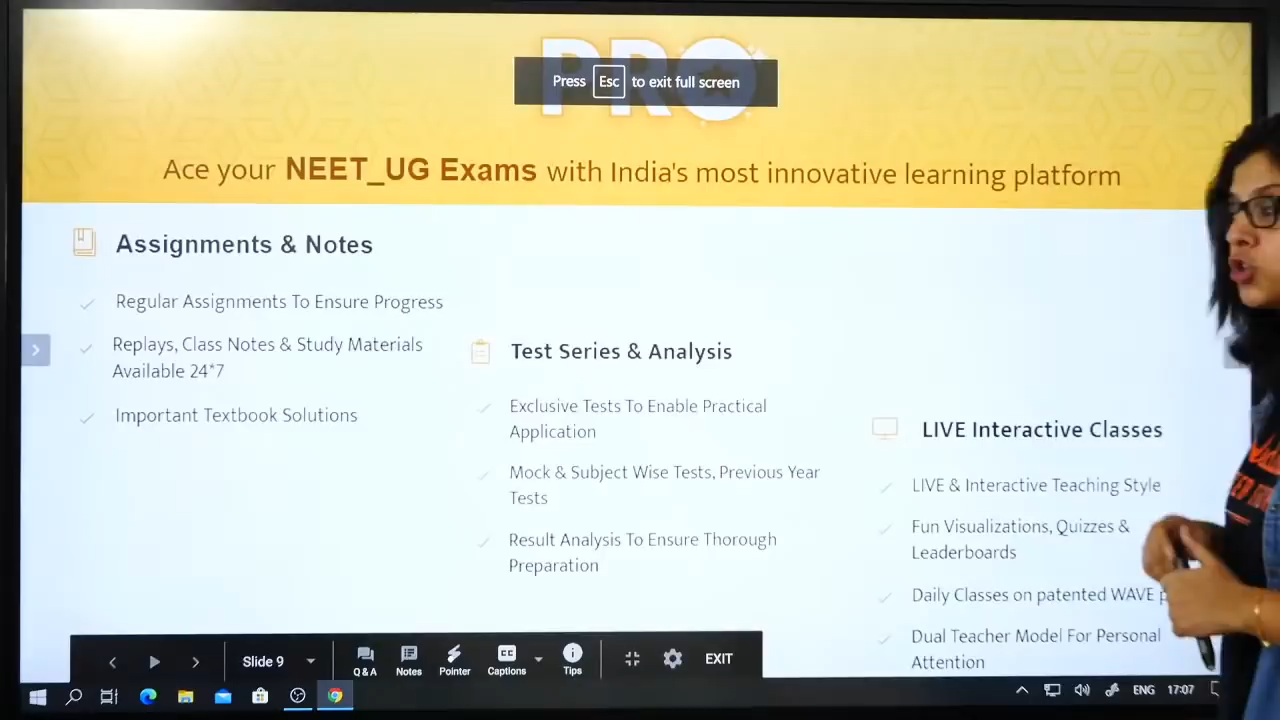 PRO
Press Esc to exit full screen
Ace your NEET_UG Exams with India's most innovative learning platform
Assignments & Notes
Regular Assignments To Ensure Progress
Replays, Class Notes & Study Materials
Available 24*7
Important Textbook Solutions
Test Series & Analysis
Exclusive Tests To Enable Practical
Application
Mock & Subject Wise Tests, Previous Year
Tests
Result Analysis To Ensure Thorough
Preparation
LIVE Interactive Classes
LIVE & Interactive Teaching Style
Fun Visualizations, Quizzes &
Leaderboards
Daily Classes on patented WAVE
Dual Teacher Model For Personal
Attention
Slide 9
Q & A
Notes
Pointer
CC
Captions
Tips
EXIT
ENG 17:07